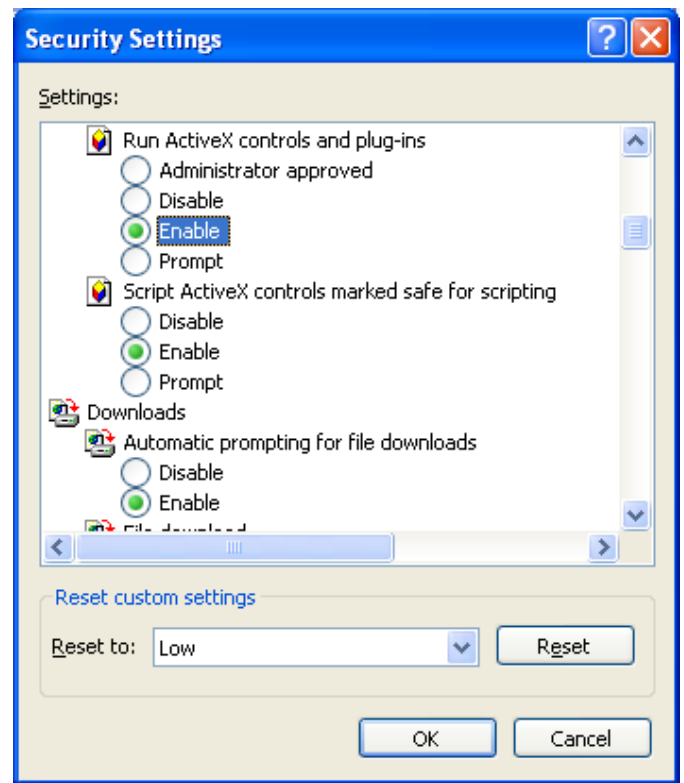 Security Settings
Settings:
Run ActiveX controls and plug-ins
Administrator approved
Disable
Enable
Prompt
Script ActiveX controls marked safe for scripting
Disable
Enable
Prompt
Downloads
Automatic prompting for file downloads
Disable
Enable
File download
Reset custom settings
Reset to:
Low
Reset
OK
Cancel